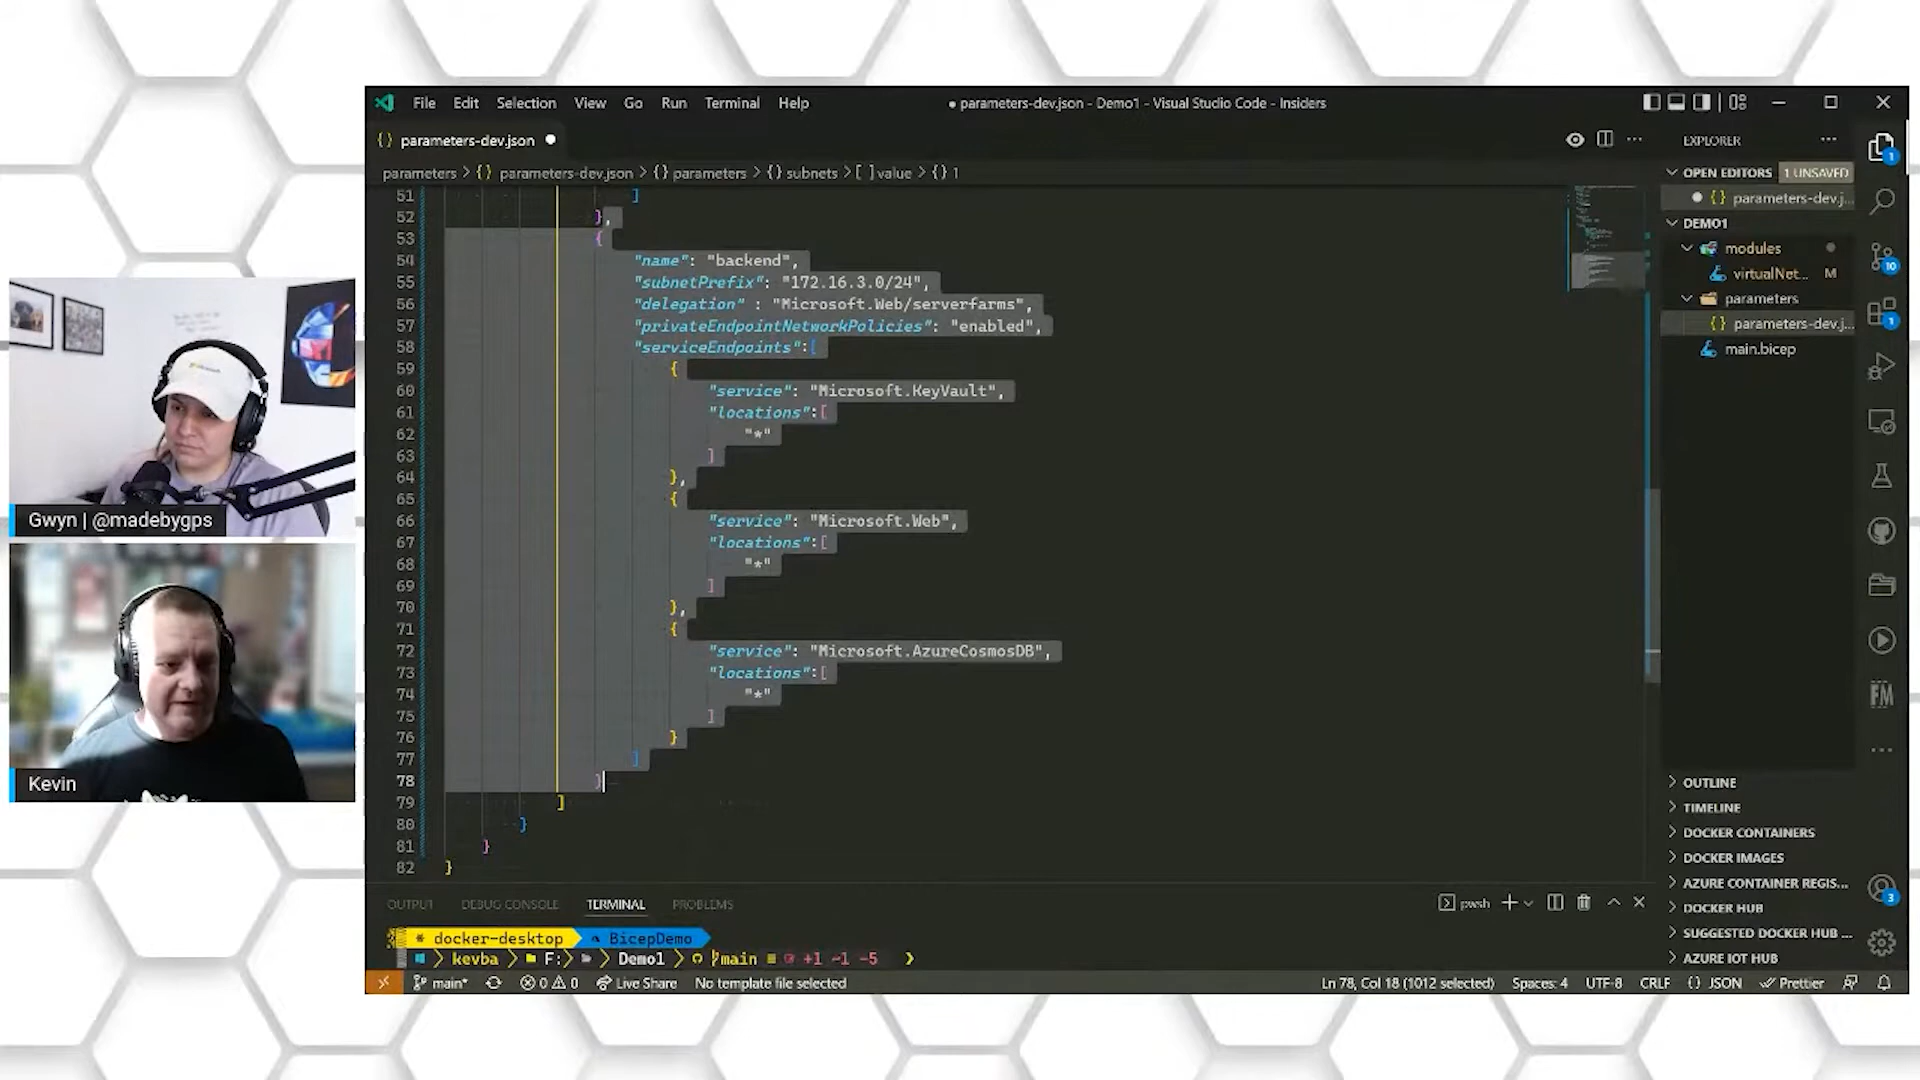 File Edit Selection View Go Run Terminal Help
● parameters-dev.json - Demo1 - Visual Studio Code - Insiders
{} parameters-dev.json ●
parameters > {} parameters-dev.json > {} parameters > {} subnets > [ ] value > {} 1
51 ]
52 },
53 {
54 "name": "backend",
55 "subnetPrefix": "172.16.3.0/24",
56 "delegation" : "Microsoft.Web/serverfarms",
57 "privateEndpointNetworkPolicies": "enabled",
58 "serviceEndpoints":[
59 {
60 "service": "Microsoft.KeyVault",
61 "locations":[
62 "*"
63 ]
64 },
65 {
66 "service": "Microsoft.Web",
67 "locations":[
68 "*"
69 ]
70 },
71 {
72 "service": "Microsoft.AzureCosmosDB",
73 "locations":[
74 "*"
75 ]
76 }
77 ]
78 }
79 ]
80 }
81 }
82 }
EXPLORER
OPEN EDITORS 1 UNSAVED
● {} parameters-dev.j...
DEMO1
modules
virtualNet... M
parameters
{} parameters-dev.j...
main.bicep
OUTLINE
TIMELINE
DOCKER CONTAINERS
DOCKER IMAGES
AZURE CONTAINER REGIS...
DOCKER HUB
SUGGESTED DOCKER HUB ...
AZURE IOT HUB
1
10
1
FM
3
OUTPUT DEBUG CONSOLE TERMINAL PROBLEMS
pwsh
docker-desktop BicepDemo
kevba > F: > Demo1 > main +1 ~1 -5 >
main* 0 0 Live Share No template file selected
Ln 78, Col 18 (1012 selected) Spaces: 4 UTF-8 CRLF {} JSON Prettier
Gwyn | @madebygps
Kevin